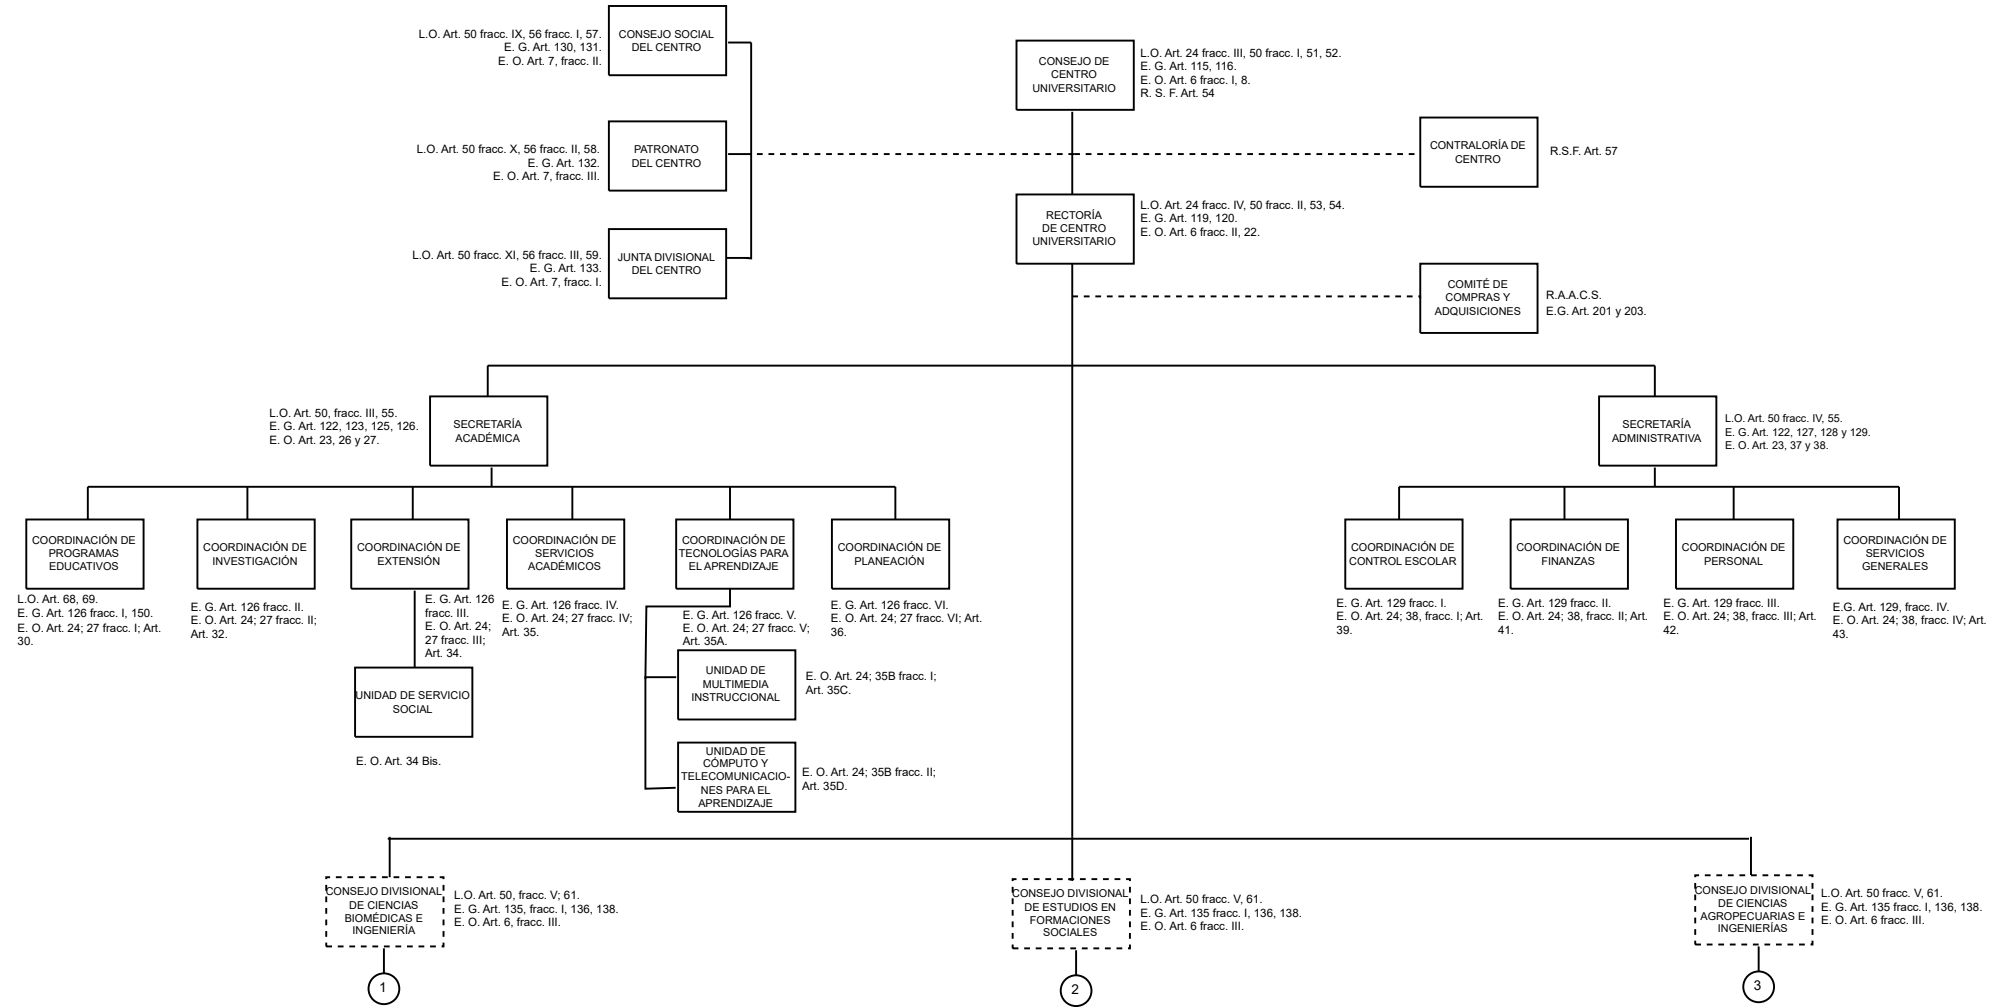 L.O. Art. 50 fracc. IX, 56 fracc. I, 57.
E. G. Art. 130, 131.
E. O. Art. 7, fracc. II.
CONSEJO SOCIAL
DEL CENTRO
CONSEJO DE
CENTRO
UNIVERSITARIO
L.O. Art. 24 fracc. III, 50 fracc. I, 51, 52.
E. G. Art. 115, 116.
E. O. Art. 6 fracc. I, 8.
R. S. F. Art. 54
L.O. Art. 50 fracc. X, 56 fracc. II, 58.
E. G. Art. 132.
E. O. Art. 7, fracc. III.
PATRONATO
DEL CENTRO
CONTRALORÍA DE
CENTRO
R.S.F. Art. 57
RECTORÍA
DE CENTRO
UNIVERSITARIO
L.O. Art. 24 fracc. IV, 50 fracc. II, 53, 54.
E. G. Art. 119, 120.
E. O. Art. 6 fracc. II, 22.
L.O. Art. 50 fracc. XI, 56 fracc. III, 59.
E. G. Art. 133.
E. O. Art. 7, fracc. I.
JUNTA DIVISIONAL
DEL CENTRO
COMITÉ DE
COMPRAS Y
ADQUISICIONES
R.A.A.C.S.
E.G. Art. 201 y 203.
L.O. Art. 50, fracc. III, 55.
E. G. Art. 122, 123, 125, 126.
E. O. Art. 23, 26 y 27.
SECRETARÍA
ACADÉMICA
SECRETARÍA
ADMINISTRATIVA
L.O. Art. 50 fracc. IV, 55.
E. G. Art. 122, 127, 128 y 129.
E. O. Art. 23, 37 y 38.
COORDINACIÓN DE
PROGRAMAS
EDUCATIVOS
L.O. Art. 68, 69.
E. G. Art. 126 fracc. I, 150.
E. O. Art. 24; 27 fracc. I; Art.
30.
COORDINACIÓN DE
INVESTIGACIÓN
E. G. Art. 126 fracc. II.
E. O. Art. 24; 27 fracc. II;
Art. 32.
COORDINACIÓN DE
EXTENSIÓN
E. G. Art. 126
fracc. III.
E. O. Art. 24;
27 fracc. III;
Art. 34.
COORDINACIÓN DE
SERVICIOS
ACADÉMICOS
E. G. Art. 126 fracc. IV.
E. O. Art. 24; 27 fracc. IV;
Art. 35.
COORDINACIÓN DE
TECNOLOGÍAS PARA
EL APRENDIZAJE
E. G. Art. 126 fracc. V.
E. O. Art. 24; 27 fracc. V;
Art. 35A.
COORDINACIÓN DE
PLANEACIÓN
E. G. Art. 126 fracc. VI.
E. O. Art. 24; 27 fracc. VI; Art.
36.
COORDINACIÓN DE
CONTROL ESCOLAR
E. G. Art. 129 fracc. I.
E. O. Art. 24; 38, fracc. I; Art.
39.
COORDINACIÓN DE
FINANZAS
E. G. Art. 129 fracc. II.
E. O. Art. 24; 38, fracc. II; Art.
41.
COORDINACIÓN DE
PERSONAL
E. G. Art. 129 fracc. III.
E. O. Art. 24; 38, fracc. III; Art.
42.
COORDINACIÓN DE
SERVICIOS
GENERALES
E.G. Art. 129, fracc. IV.
E. O. Art. 24; 38, fracc. IV; Art.
43.
UNIDAD DE SERVICIO
SOCIAL
E. O. Art. 34 Bis.
UNIDAD DE
MULTIMEDIA
INSTRUCCIONAL
E. O. Art. 24; 35B fracc. I;
Art. 35C.
UNIDAD DE
CÓMPUTO Y
TELECOMUNICACIO-
NES PARA EL
APRENDIZAJE
E. O. Art. 24; 35B fracc. II;
Art. 35D.
CONSEJO DIVISIONAL
DE CIENCIAS
BIOMÉDICAS E
INGENIERÍA
L.O. Art. 50, fracc. V; 61.
E. G. Art. 135, fracc. I, 136, 138.
E. O. Art. 6, fracc. III.
CONSEJO DIVISIONAL
DE ESTUDIOS EN
FORMACIONES
SOCIALES
L.O. Art. 50 fracc. V, 61.
E. G. Art. 135 fracc. I, 136, 138.
E. O. Art. 6 fracc. III.
CONSEJO DIVISIONAL
DE CIENCIAS
AGROPECUARIAS E
INGENIERÍAS
L.O. Art. 50 fracc. V, 61.
E. G. Art. 135 fracc. I, 136, 138.
E. O. Art. 6 fracc. III.
1
2
3